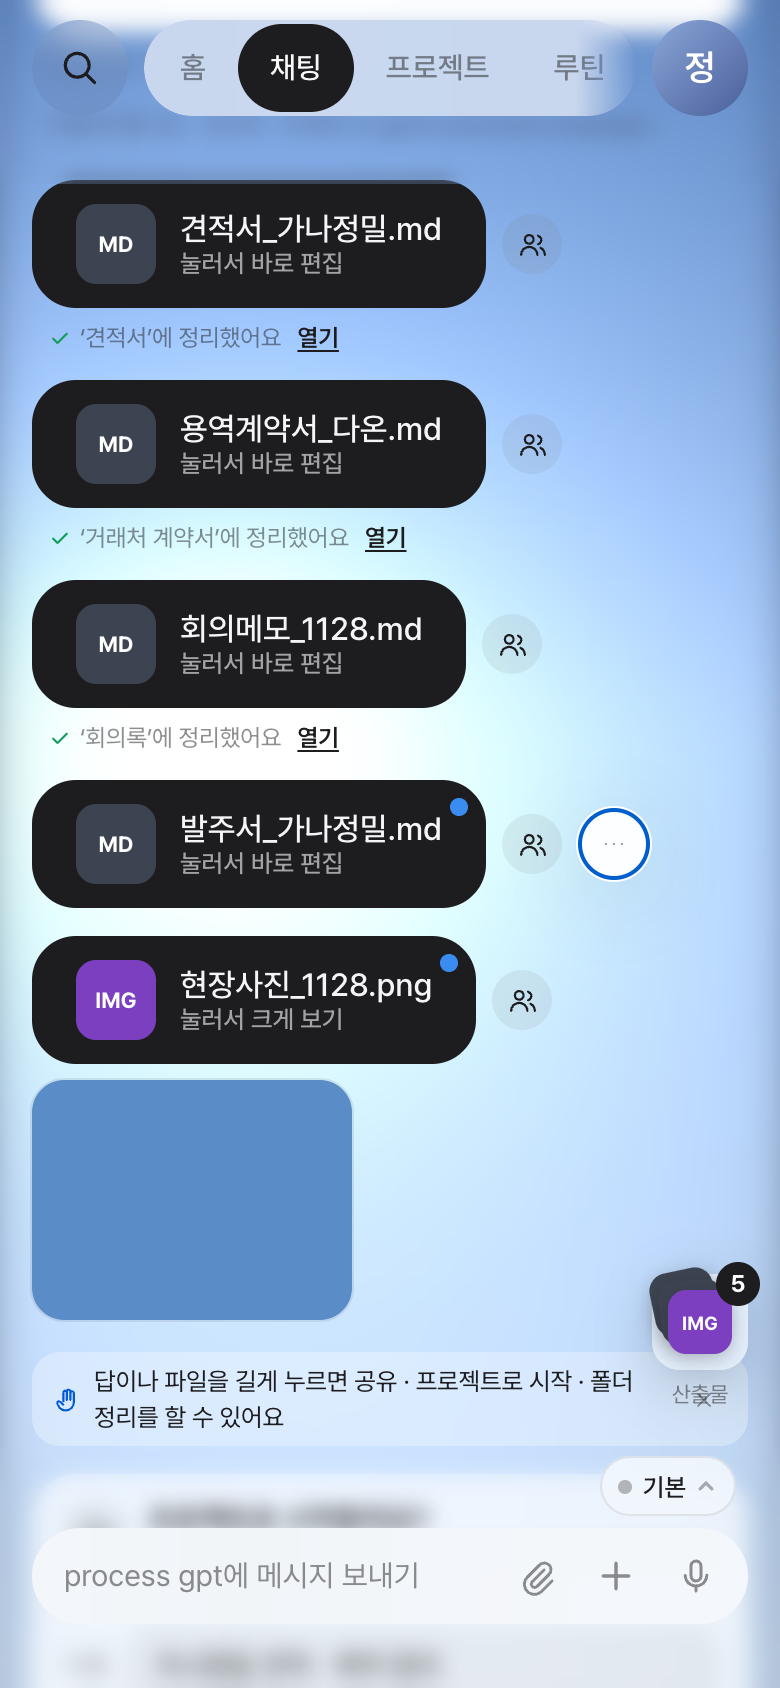 홈
채팅
프로젝트
루틴
정
MD
견적서_가나정밀.md
눌러서 바로 편집
‘견적서’에 정리했어요 열기
MD
용역계약서_다온.md
눌러서 바로 편집
‘거래처 계약서’에 정리했어요 열기
MD
회의메모_1128.md
눌러서 바로 편집
‘회의록’에 정리했어요 열기
MD
발주서_가나정밀.md
눌러서 바로 편집
...
IMG
현장사진_1128.png
눌러서 크게 보기
5
IMG
산출물
답이나 파일을 길게 누르면 공유 · 프로젝트로 시작 · 폴더
정리를 할 수 있어요
기본
process gpt에 메시지 보내기